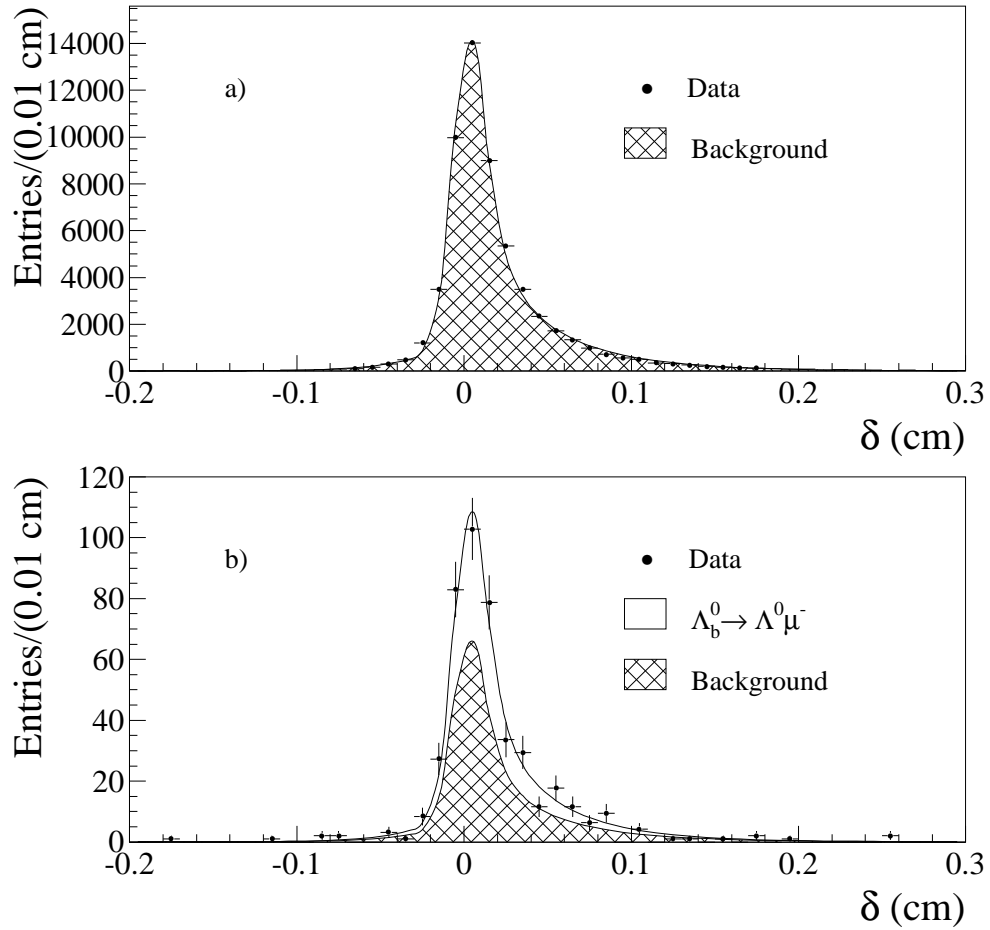 Entries/(0.01 cm)
14000
12000
10000
8000
6000
4000
2000
0
a)
Data
Background
-0.2
-0.1
0
0.1
0.2
0.3
δ (cm)
Entries/(0.01 cm)
120
100
80
60
40
20
0
b)
Data
Λ_b^0→ Λ^0μ^-
Background
-0.2
-0.1
0
0.1
0.2
0.3
δ (cm)